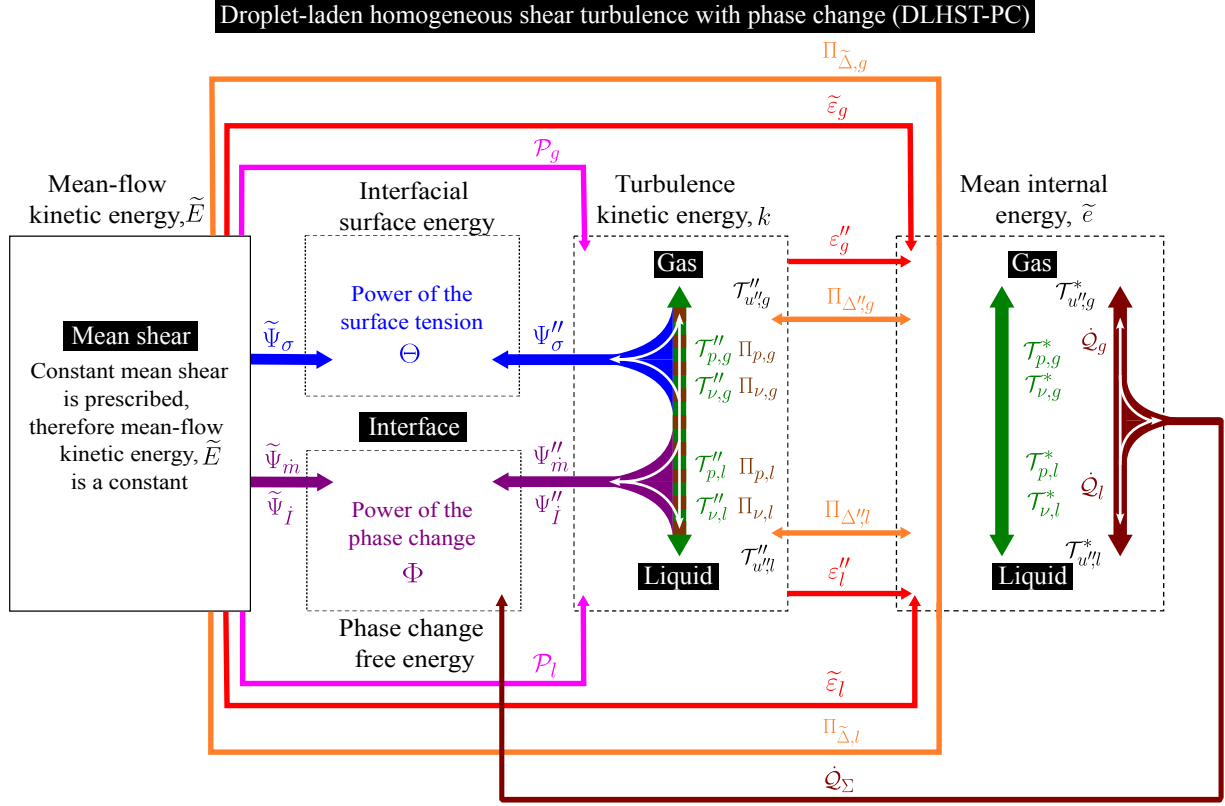 Droplet-laden homogeneous shear turbulence with phase change (DLHST-PC)
Π_{Δ̃,g}
ε̃_g
𝒫_g
Mean-flow
kinetic energy, Ẽ
Interfacial
surface energy
Turbulence
kinetic energy, k
Mean internal
energy, ẽ
Mean shear
Constant mean shear
is prescribed,
therefore mean-flow
kinetic energy, Ẽ
is a constant
Ψ̃_σ
Power of the
surface tension
Θ
Ψ″_σ
Interface
Ψ̃_ṁ
Ψ̃_İ
Power of the
phase change
Φ
Ψ″_ṁ
Ψ″_İ
Phase change
free energy
Gas
𝒯″_{u″,g}
𝒯″_{p,g} Π_{p,g}
𝒯″_{ν,g} Π_{ν,g}
𝒯″_{p,l} Π_{p,l}
𝒯″_{ν,l} Π_{ν,l}
𝒯″_{u″,l}
Liquid
ε″_g
Π_{Δ″,g}
Π_{Δ″,l}
ε″_l
Gas
𝒯*_{u″,g}
𝒯*_{p,g}
𝒯*_{ν,g}
𝒬̇_g
𝒯*_{p,l}
𝒯*_{ν,l}
𝒬̇_l
𝒯*_{u″,l}
Liquid
𝒫_l
ε̃_l
Π_{Δ̃,l}
𝒬̇_Σ